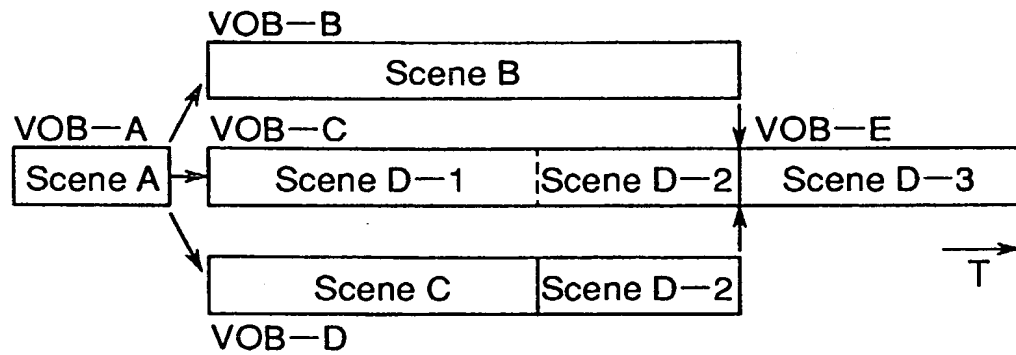 VOB—B
Scene B
VOB—A
VOB—C
VOB—E
Scene A
Scene D—1
Scene D—2
Scene D—3
Scene C
Scene D—2
T
VOB—D